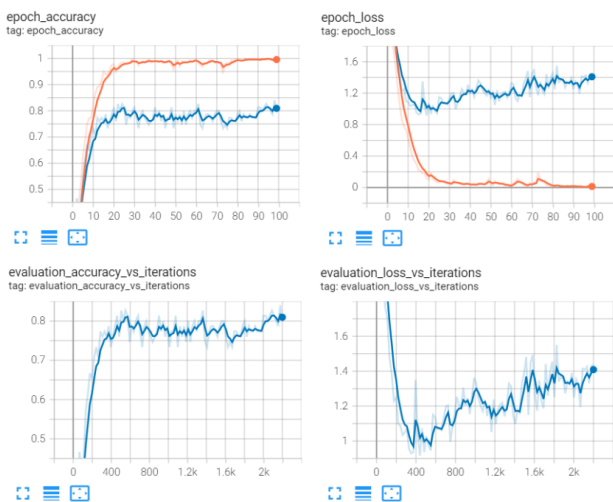 epoch_accuracy
tag: epoch_accuracy
1
0.9
0.8
0.7
0.6
0.5
0 10 20 30 40 50 60 70 80 90 100
epoch_loss
tag: epoch_loss
1.6
1.2
0.8
0.4
0
0 10 20 30 40 50 60 70 80 90 100
evaluation_accuracy_vs_iterations
tag: evaluation_accuracy_vs_iterations
0.8
0.7
0.6
0.5
0 400 800 1.2k 1.6k 2k
evaluation_loss_vs_iterations
tag: evaluation_loss_vs_iterations
1.6
1.4
1.2
1
0 400 800 1.2k 1.6k 2k